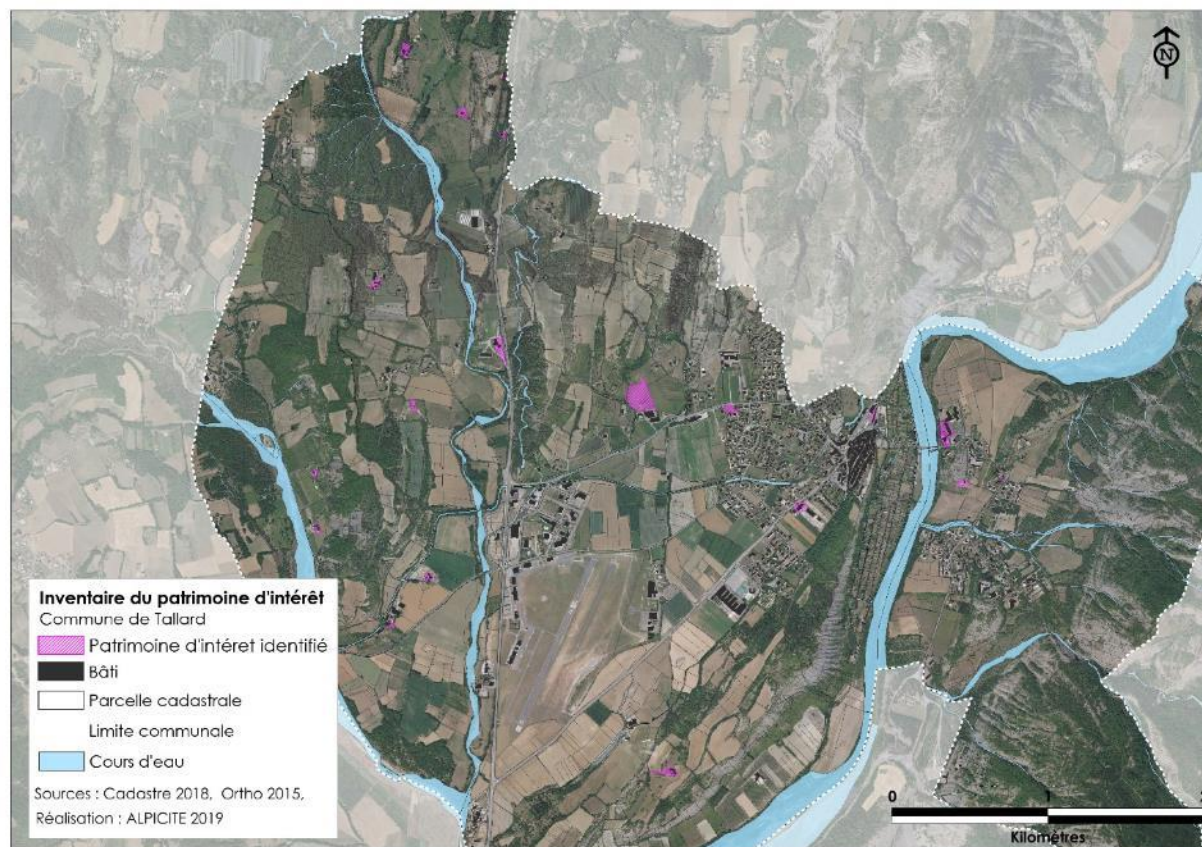 N
Inventaire du patrimoine d'intérêt
Commune de Tallard
Patrimoine d'intéret identifié
Bâti
Parcelle cadastrale
Limite communale
Cours d'eau
Sources : Cadastre 2018, Ortho 2015,
Réalisation : ALPICITE 2019
0 1
Kilomètres